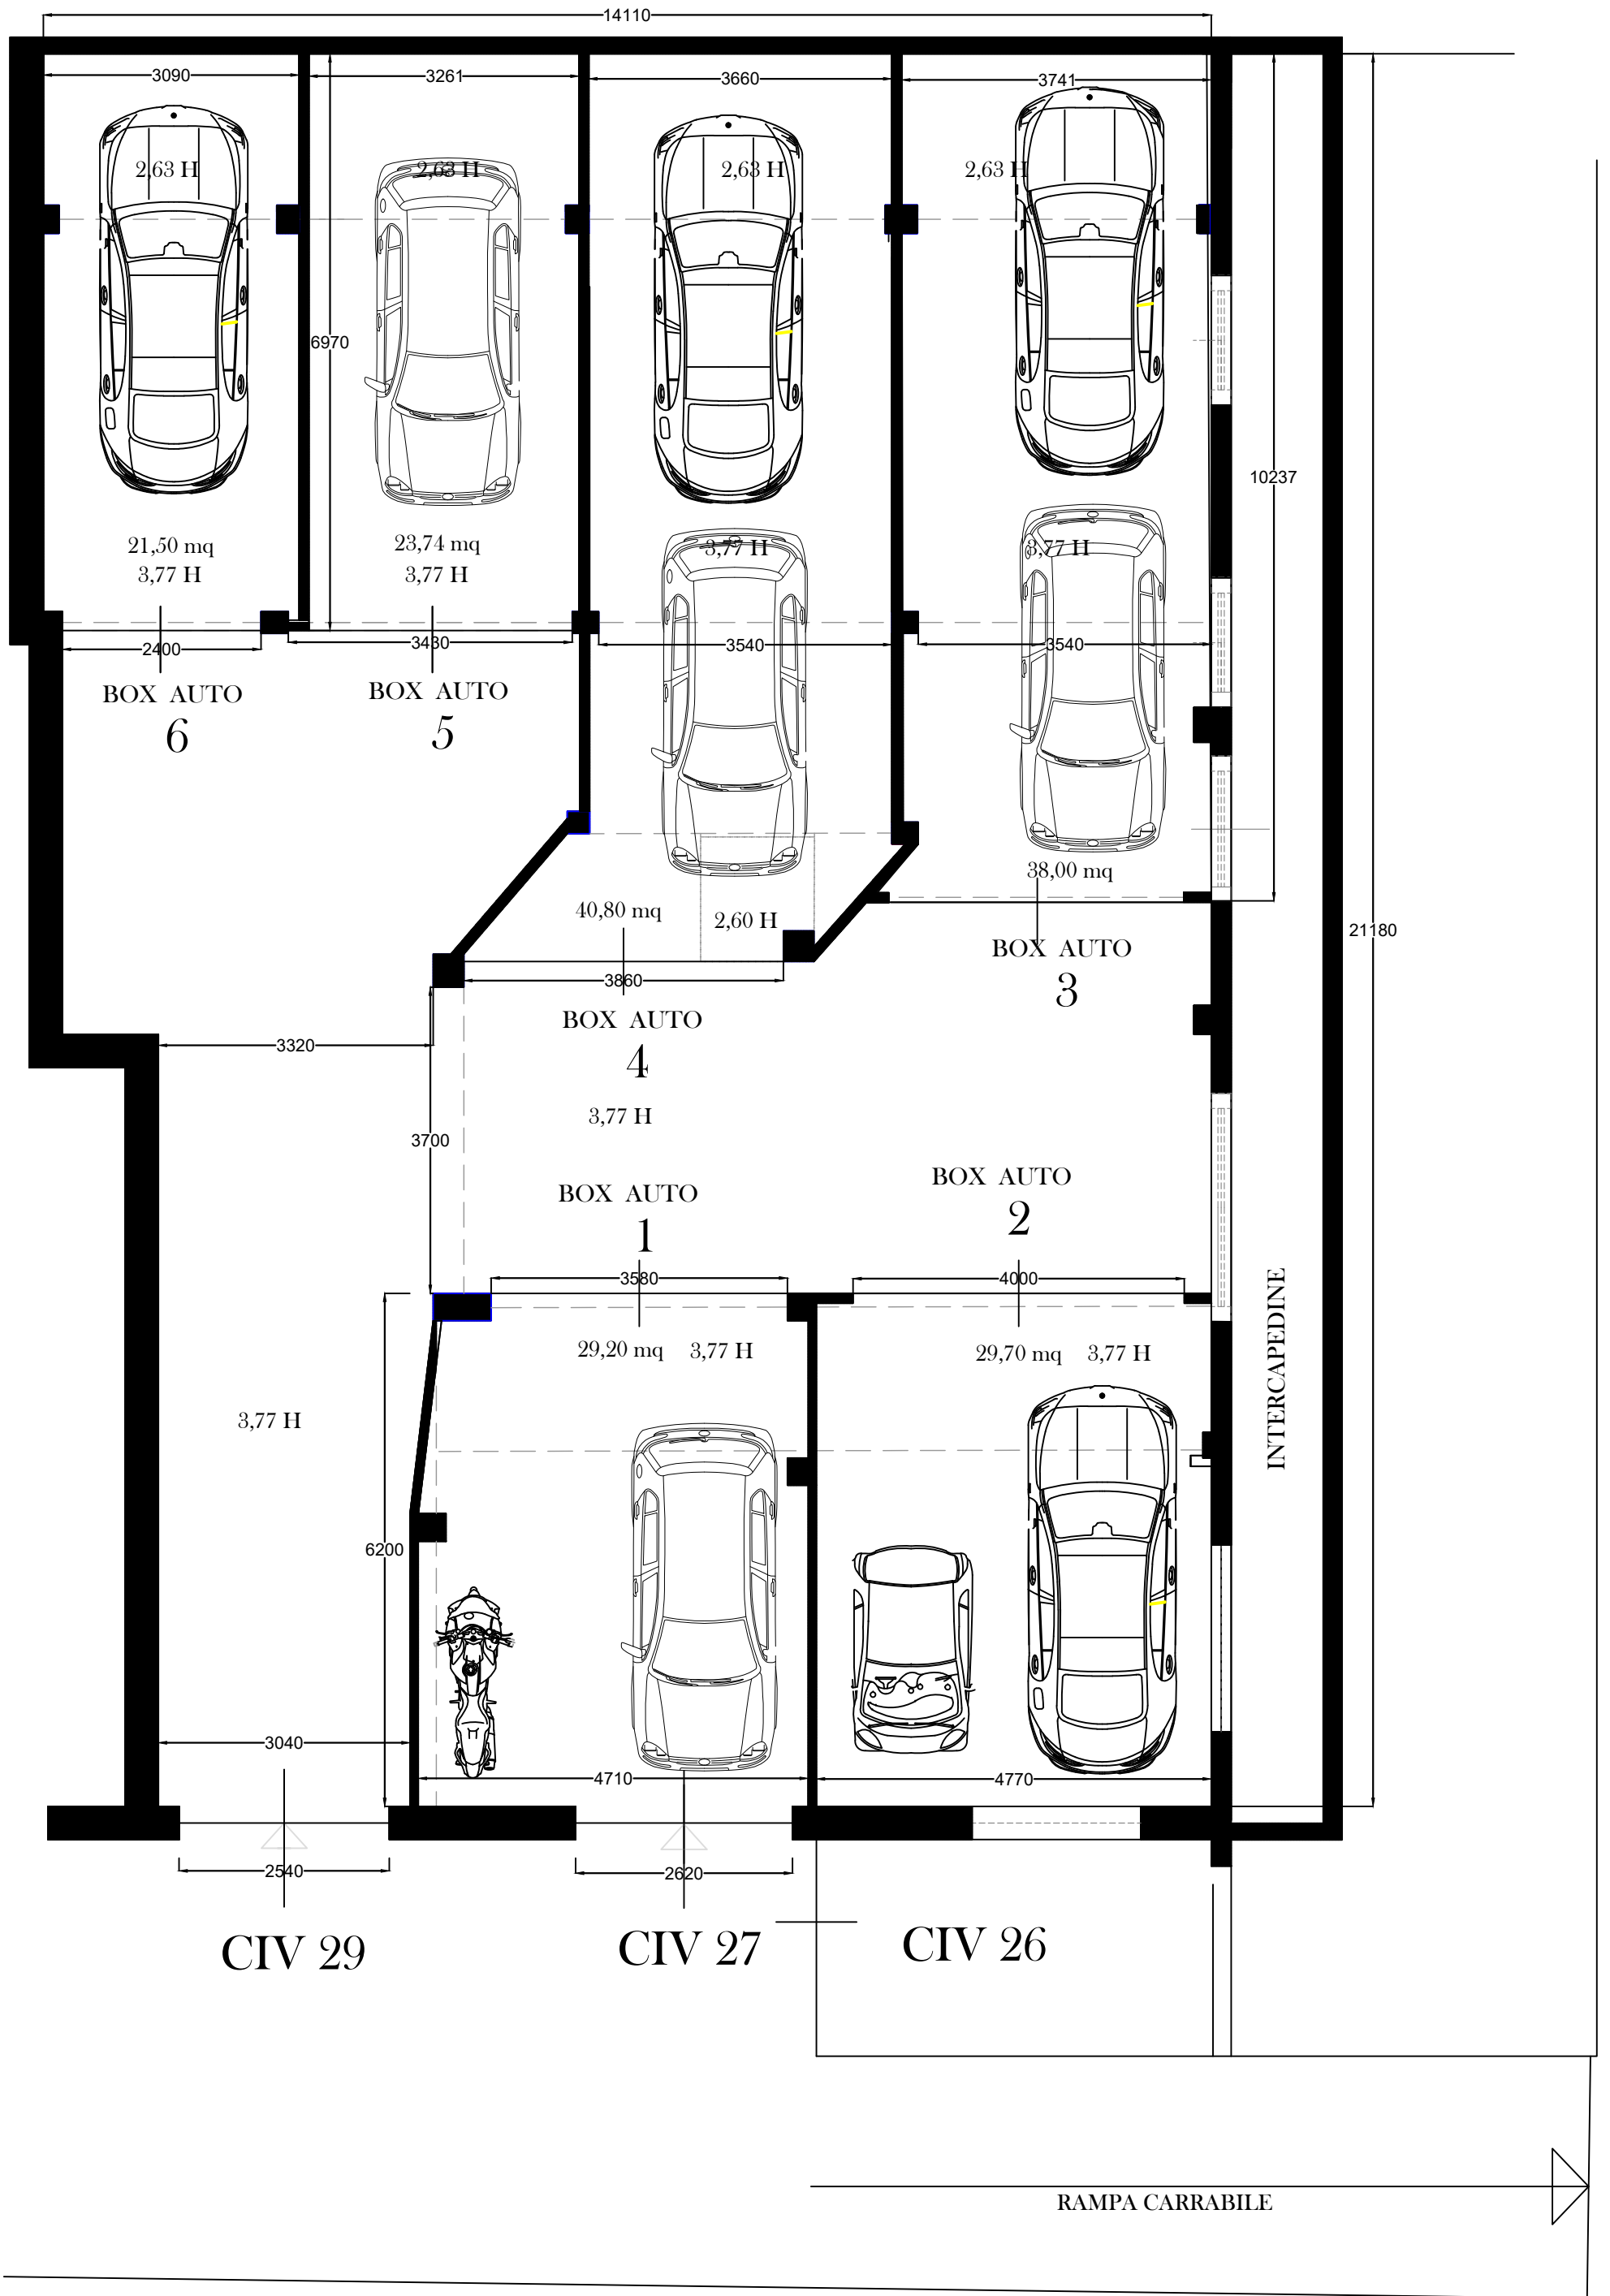 14110
3090
3261
3660
3741
2,63 H
2,63 H
2,63 H
2,63 H
6970
10237
21,50 mq
3,77 H
23,74 mq
3,77 H
3,77 H
3,77 H
2400
3430
3540
3540
BOX AUTO
6
BOX AUTO
5
38,00 mq
40,80 mq
2,60 H
21180
BOX AUTO
3
3860
BOX AUTO
4
3320
3,77 H
3700
BOX AUTO
1
BOX AUTO
2
3580
4000
29,20 mq 3,77 H
29,70 mq 3,77 H
INTERCAPEDINE
3,77 H
6200
3040
4710
4770
2540
2620
CIV 29
CIV 27
CIV 26
RAMPA CARRABILE